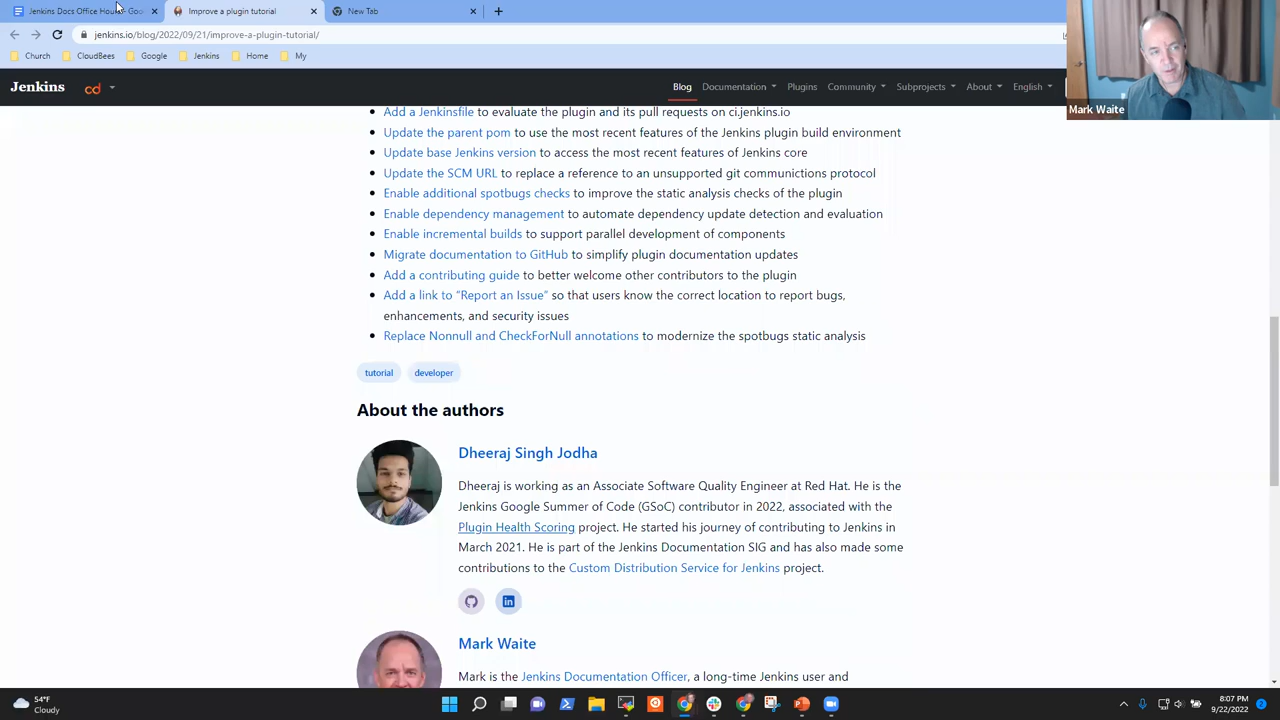 Jenkins Docs Office Hours - Goo
Improve a plugin tutorial
New Tab
jenkins.io/blog/2022/09/21/improve-a-plugin-tutorial/
Church
CloudBees
Google
Jenkins
Home
My
Jenkins
cd
Blog
Documentation
Plugins
Community
Subprojects
About
English
Mark Waite
Add a Jenkinsfile to evaluate the plugin and its pull requests on ci.jenkins.io
Update the parent pom to use the most recent features of the Jenkins plugin build environment
Update base Jenkins version to access the most recent features of Jenkins core
Update the SCM URL to replace a reference to an unsupported git communictions protocol
Enable additional spotbugs checks to improve the static analysis checks of the plugin
Enable dependency management to automate dependency update detection and evaluation
Enable incremental builds to support parallel development of components
Migrate documentation to GitHub to simplify plugin documentation updates
Add a contributing guide to better welcome other contributors to the plugin
Add a link to “Report an Issue” so that users know the correct location to report bugs,
enhancements, and security issues
Replace Nonnull and CheckForNull annotations to modernize the spotbugs static analysis
tutorial
developer
About the authors
Dheeraj Singh Jodha
Dheeraj is working as an Associate Software Quality Engineer at Red Hat. He is the
Jenkins Google Summer of Code (GSoC) contributor in 2022, associated with the
Plugin Health Scoring project. He started his journey of contributing to Jenkins in
March 2021. He is part of the Jenkins Documentation SIG and has also made some
contributions to the Custom Distribution Service for Jenkins project.
Mark Waite
Mark is the Jenkins Documentation Officer, a long-time Jenkins user and
54°F
Cloudy
8:07 PM
9/22/2022